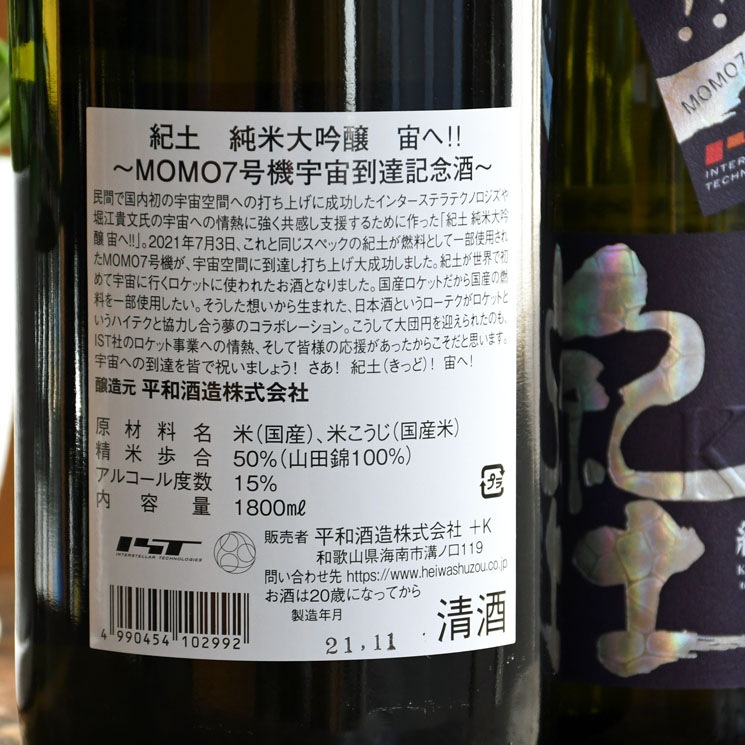 紀土 純米大吟醸 宙へ!!
～MOMO7号機宇宙到達記念酒～
民間で国内初の宇宙空間への打ち上げに成功したインターステラテクノロジズや
堀江貴文氏の宇宙への情熱に強く共感し支援するために作った「紀土 純米大吟
醸 宙へ!!」。2021年7月3日、これと同じスペックの紀土が燃料として一部使用され
たMOMO7号機が、宇宙空間に到達し打ち上げ大成功しました。紀土が世界で初
めて宇宙に行くロケットに使われたお酒となりました。国産ロケットだから国産の燃
料を一部使用したい。そうした想いから生まれた、日本酒というローテクがロケットと
いうハイテクと協力し合う夢のコラボレーション。こうして大団円を迎えられたのも、
IST社のロケット事業への情熱、そして皆様の応援があったからこそだと思います。
宇宙への到達を皆で祝いましょう! さあ! 紀土(きっど)! 宙へ!
醸造元 平和酒造株式会社
原材料名 米(国産)、米こうじ(国産米)
精米歩合 50%(山田錦100%)
アルコール度数 15%
内容量 1800㎖
プラ
IST
INTERSTELLAR TECHNOLOGIES
販売者 平和酒造株式会社 +K
和歌山県海南市溝ノ口119
問い合わせ先 https://www.heiwashuzou.co.jp
お酒は20歳になってから
製造年月
21,11
清酒
4 990454 102992
!!
MOMO7
INTER
TECHNO
紀土
K